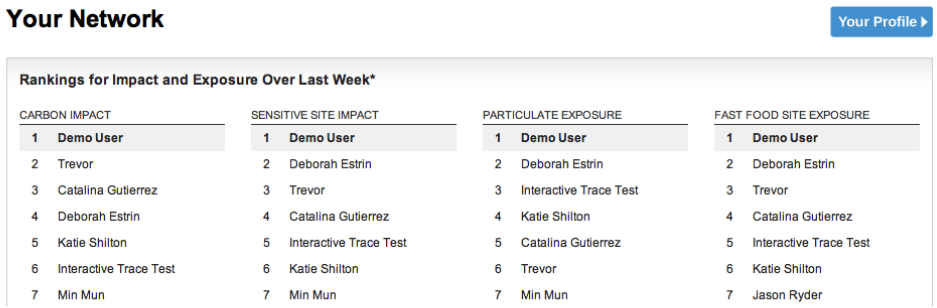 Your Network
Your Profile
Rankings for Impact and Exposure Over Last Week*
CARBON IMPACT
1 Demo User
2 Trevor
3 Catalina Gutierrez
4 Deborah Estrin
5 Katie Shilton
6 Interactive Trace Test
7 Min Mun
SENSITIVE SITE IMPACT
1 Demo User
2 Deborah Estrin
3 Trevor
4 Catalina Gutierrez
5 Interactive Trace Test
6 Katie Shilton
7 Min Mun
PARTICULATE EXPOSURE
1 Demo User
2 Deborah Estrin
3 Interactive Trace Test
4 Katie Shilton
5 Catalina Gutierrez
6 Trevor
7 Min Mun
FAST FOOD SITE EXPOSURE
1 Demo User
2 Deborah Estrin
3 Trevor
4 Catalina Gutierrez
5 Interactive Trace Test
6 Katie Shilton
7 Jason Ryder